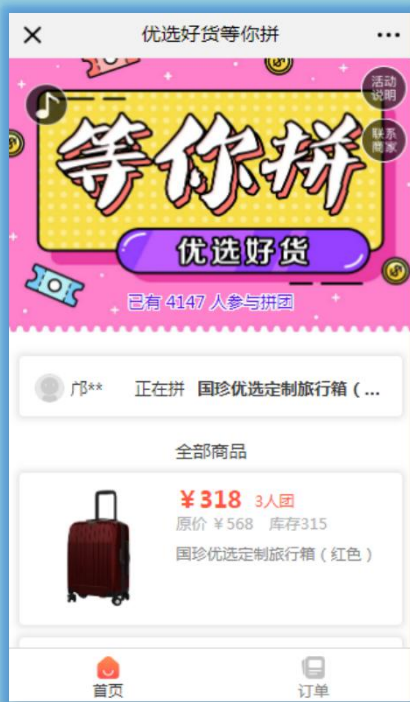 优选好货等你拼
活动
说明
联系
商家
等你拼
优选好货
已有 4147 人参与拼团
邝** 正在拼 国珍优选定制旅行箱（...
全部商品
￥318 3人团
原价 ￥568 库存315
国珍优选定制旅行箱（红色）
首页
订单